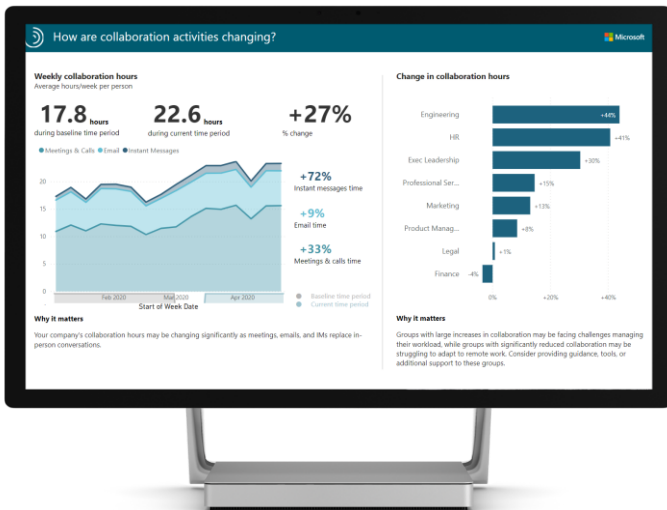 How are collaboration activities changing?
Microsoft
Weekly collaboration hours
Average hours/week per person
17.8 hours
during baseline time period
22.6 hours
during current time period
+27%
% change
Meetings & Calls Email Instant Messages
20
15
10
5
0
Feb 2020 Mar 2020 Apr 2020
Start of Week Date
+72%
Instant messages time
+9%
Email time
+33%
Meetings & calls time
Baseline time period
Current time period
Why it matters
Your company's collaboration hours may be changing significantly as meetings, emails, and IMs replace in-
person conversations.
Change in collaboration hours
Engineering +44%
HR +41%
Exec Leadership +30%
Professional Ser... +15%
Marketing +13%
Product Manag... +8%
Legal +1%
Finance -4%
0% +20% +40%
Why it matters
Groups with large increases in collaboration may be facing challenges managing
their workload, while groups with significantly reduced collaboration may be
struggling to adapt to remote work. Consider providing guidance, tools, or
additional support to these groups.